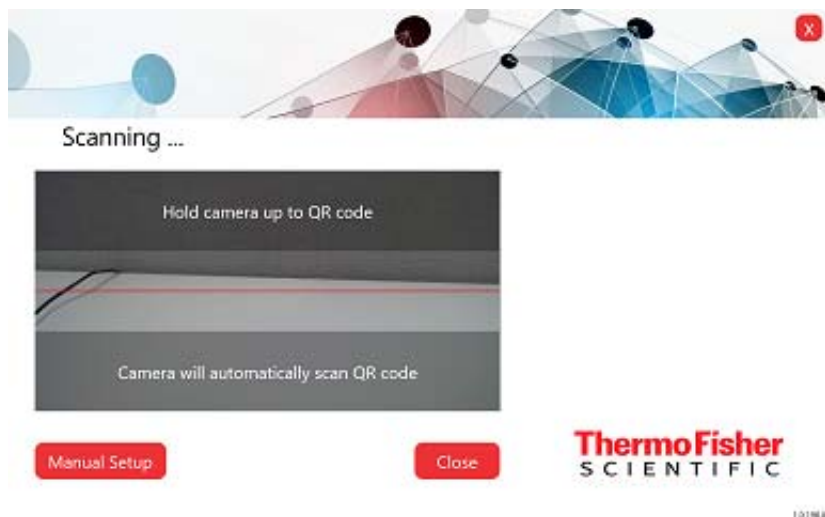 X
Scanning ...
Hold camera up to QR code
Camera will automatically scan QR code
Manual Setup
Close
ThermoFisher
SCIENTIFIC